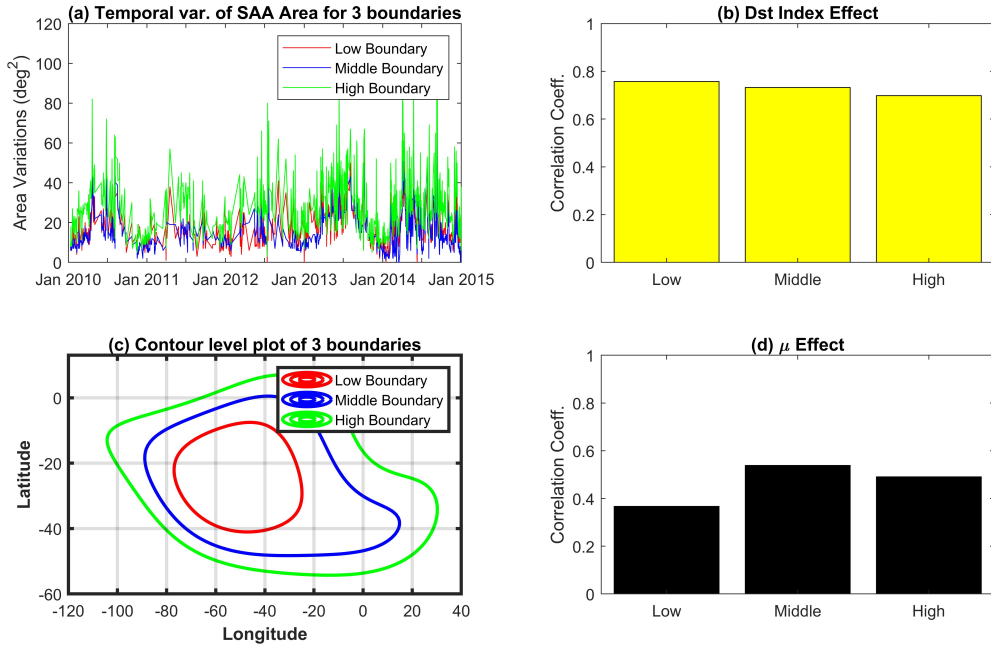 (a) Temporal var. of SAA Area for 3 boundaries
Area Variations (deg²)
120
100
80
60
40
20
0
Low Boundary
Middle Boundary
High Boundary
Jan 2010 Jan 2011 Jan 2012 Jan 2013 Jan 2014 Jan 2015
(b) Dst Index Effect
Correlation Coeff.
1
0.8
0.6
0.4
0.2
0
Low Middle High
(c) Contour level plot of 3 boundaries
Latitude
0
-20
-40
-60
Low Boundary
Middle Boundary
High Boundary
-120 -100 -80 -60 -40 -20 0 20 40
Longitude
(d) μ Effect
Correlation Coeff.
1
0.8
0.6
0.4
0.2
0
Low Middle High